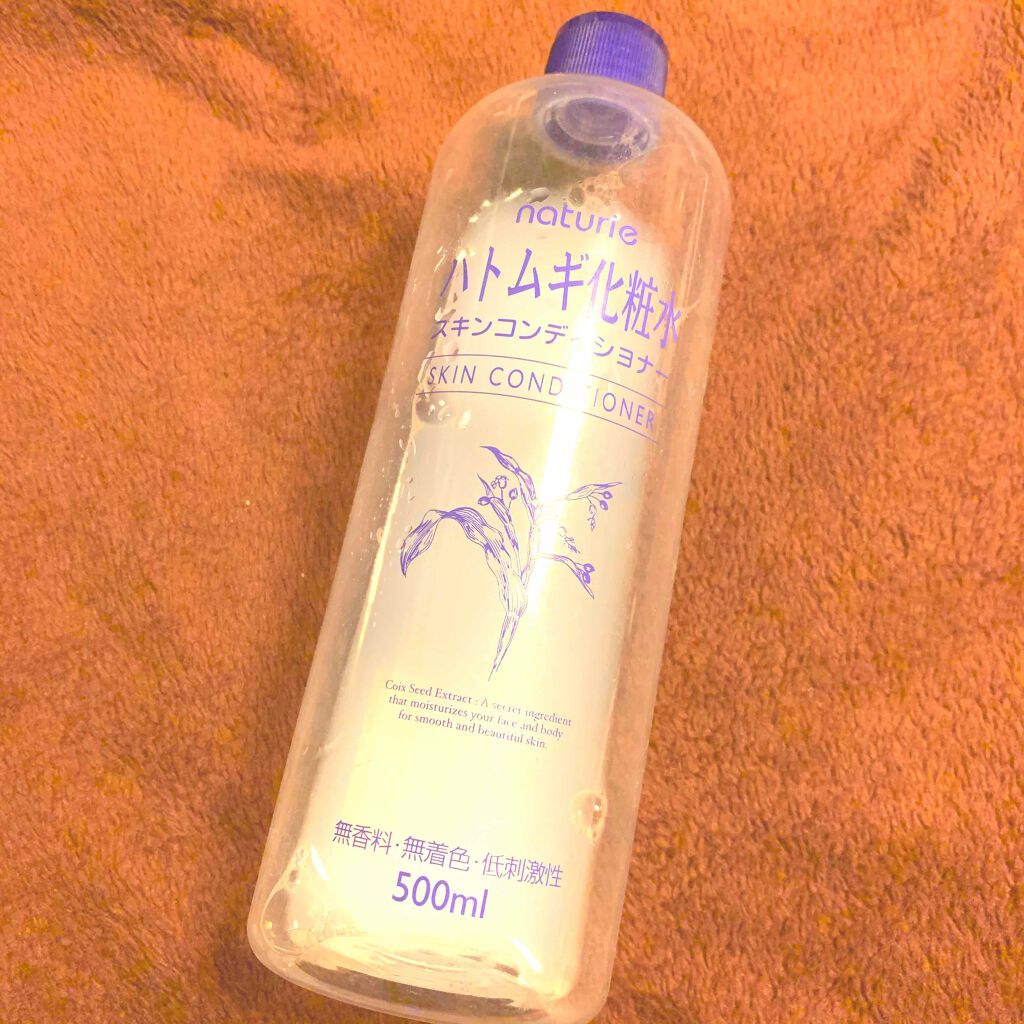 naturie
ハトムギ化粧水
スキンコンディショナー
SKIN CONDITIONER
Coix Seed Extract : A secret ingredient
that moisturizes your face and body
for smooth and beautiful skin.
無香料・無着色・低刺激性
500ml